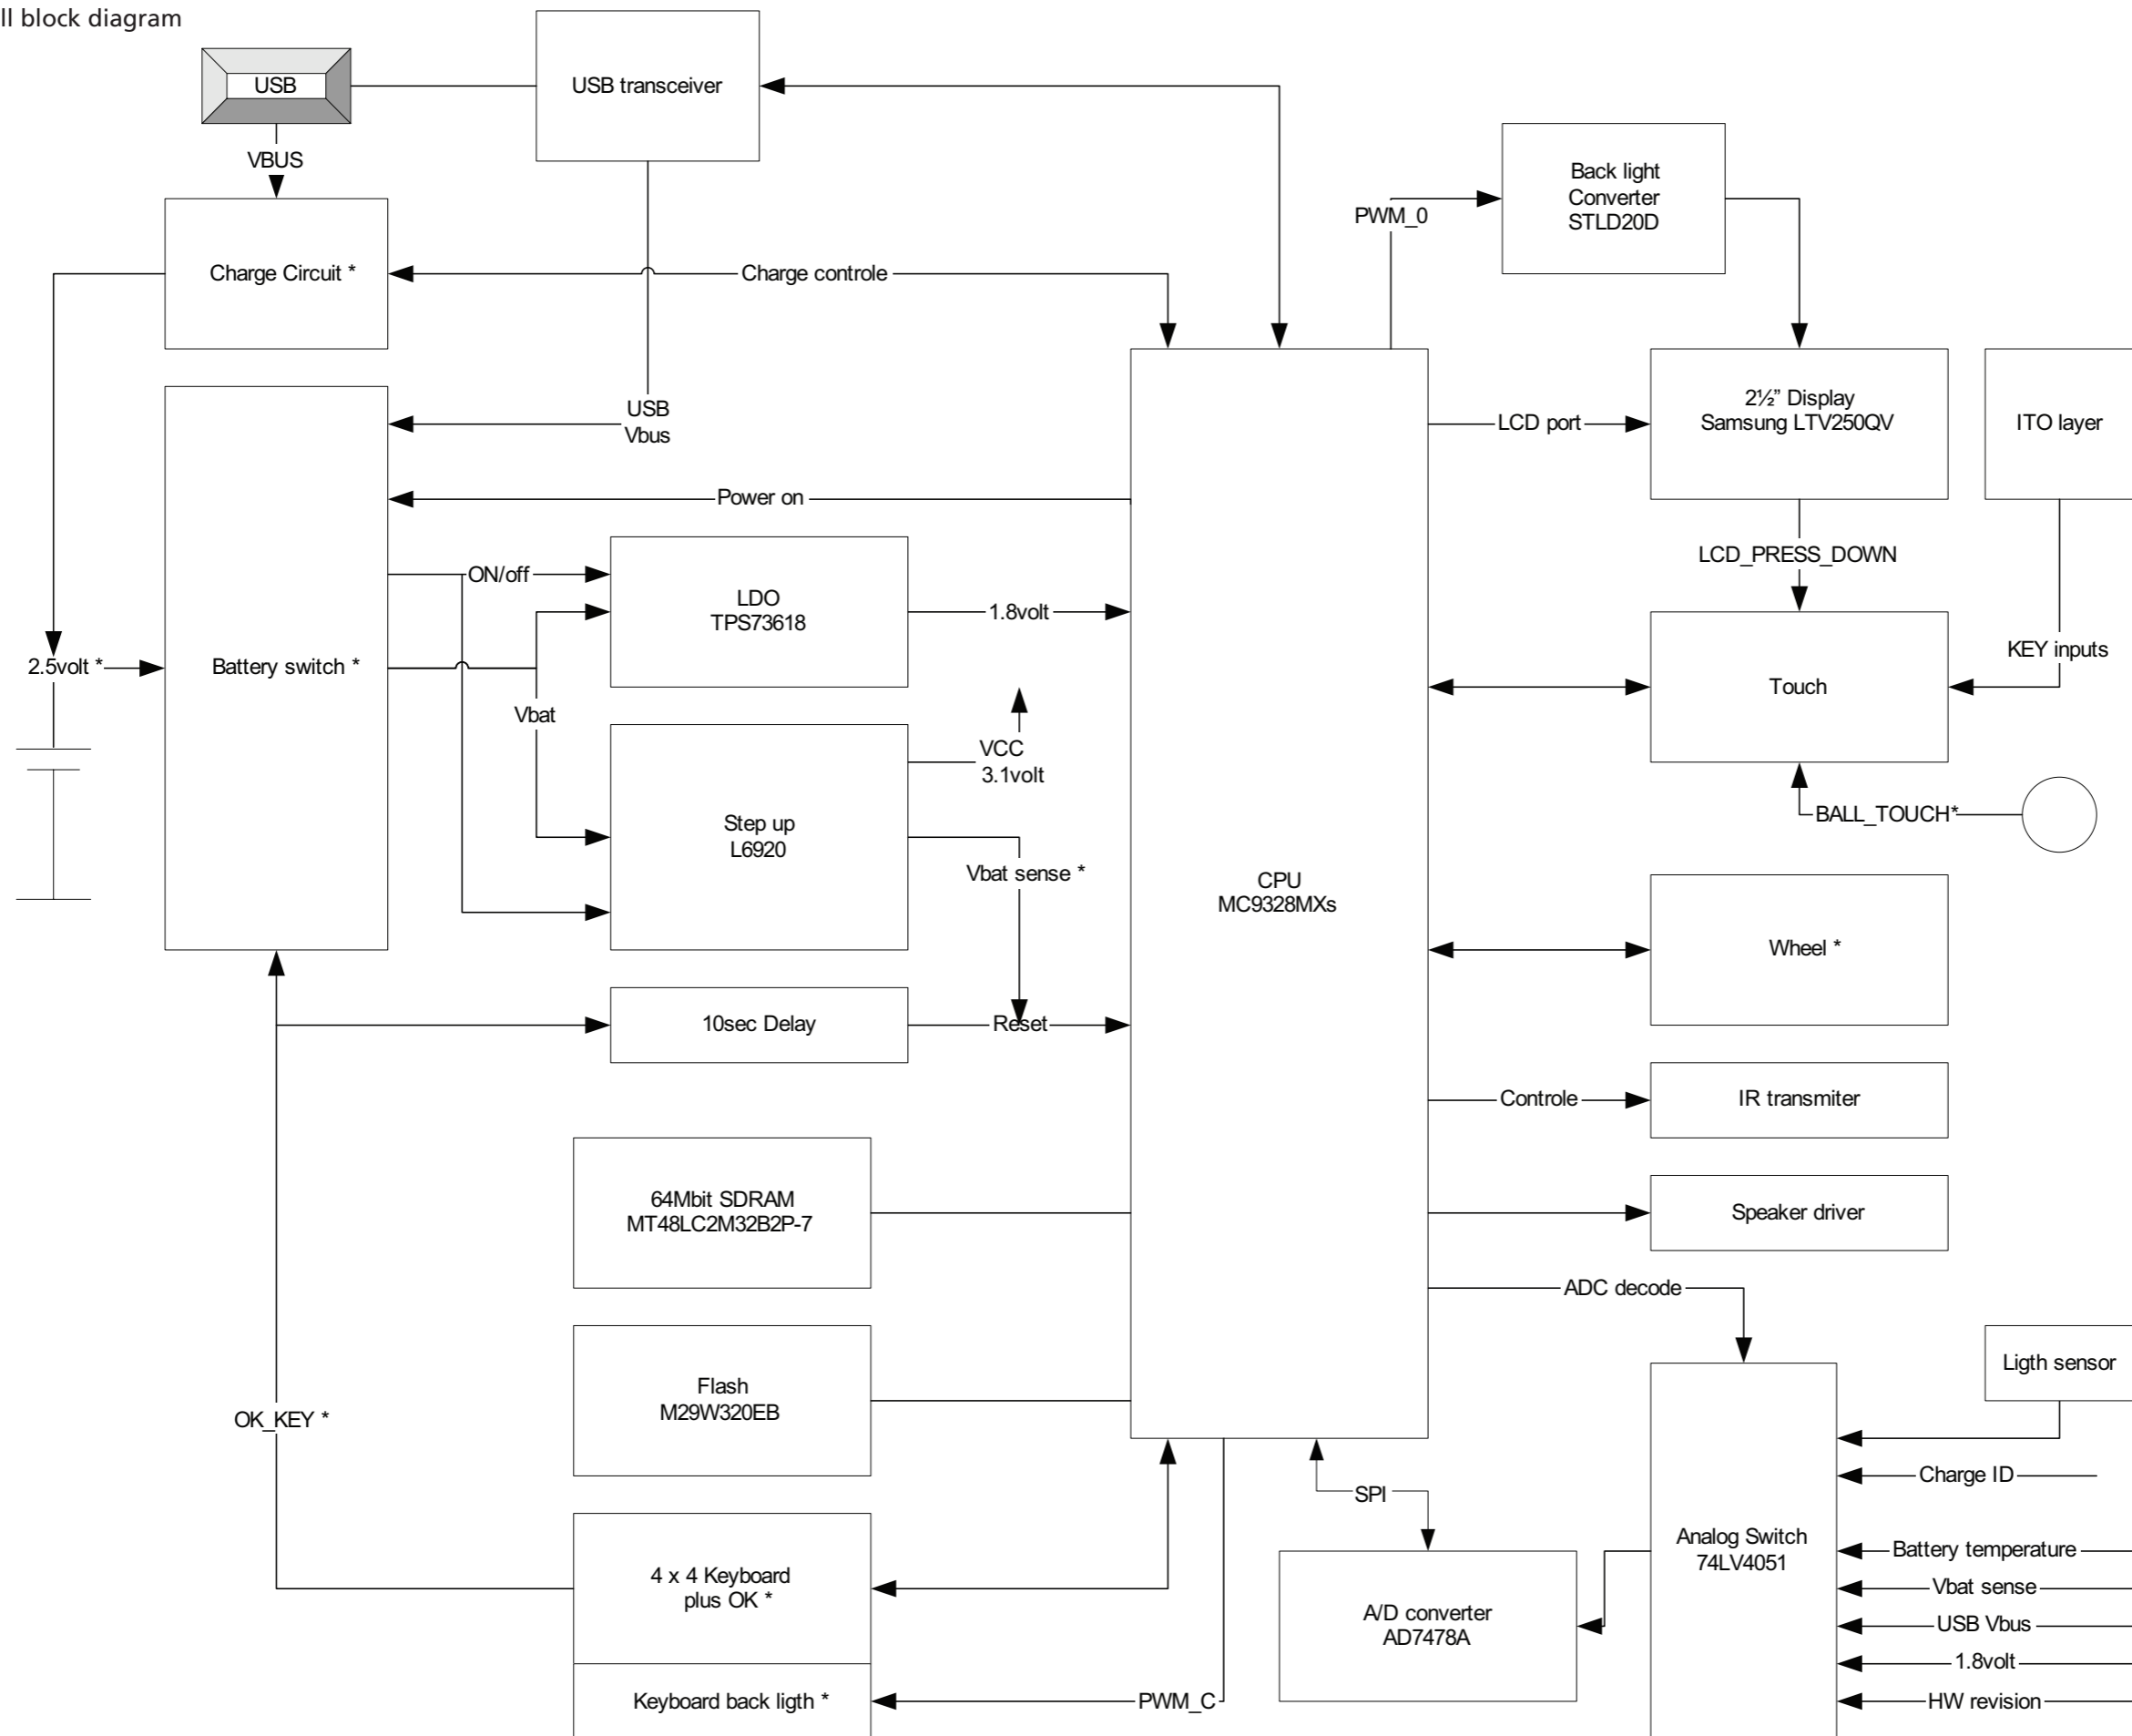 ll block diagram
USB
USB transceiver
VBUS
Back light
Converter
STLD20D
PWM_0
Charge Circuit *
Charge controle
USB
Vbus
LCD port
2½” Display
Samsung LTV250QV
ITO layer
Power on
LCD_PRESS_DOWN
ON/off
LDO
TPS73618
1.8volt
2.5volt *
Battery switch *
KEY inputs
Touch
Vbat
VCC
3.1volt
BALL_TOUCH*
Step up
L6920
Vbat sense *
CPU
MC9328MXs
Wheel *
10sec Delay
Reset
Controle
IR transmiter
64Mbit SDRAM
MT48LC2M32B2P-7
Speaker driver
ADC decode
Ligth sensor
Flash
M29W320EB
OK_KEY *
Charge ID
SPI
Analog Switch
74LV4051
Battery temperature
4 x 4 Keyboard
plus OK *
Vbat sense
A/D converter
AD7478A
USB Vbus
1.8volt
Keyboard back ligth *
PWM_C
HW revision